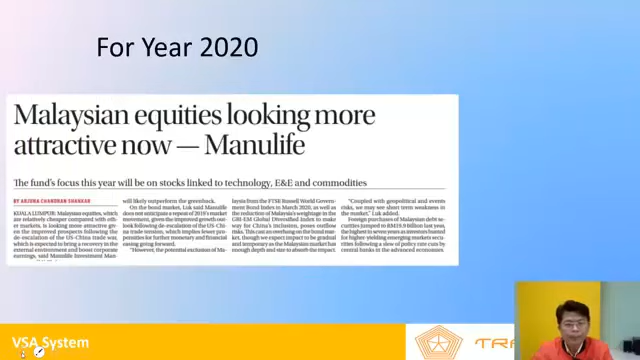 For Year 2020
Malaysian equities looking more
attractive now — Manulife
The fund's focus this year will be on stocks linked to technology, E&E and commodities
BY ARJUNA CHANDRAN SHANKAR
KUALA LUMPUR: Malaysian equities, which
are relatively cheaper compared with oth-
er markets, is looking more attractive giv-
en the improved prospects following the
de-escalation of the US-China trade war,
which is expected to bring a recovery in the
external environment and boost corporate
earnings, said Manulife Investment Man-
will likely outperform the greenback.
On the bond market, Luk said Manulife
does not anticipate a repeat of 2019's market
movement, given the improved growth out-
look following de-escalation of the US-Chi-
na trade tension, which implies fewer pro-
pensities for further monetary and financial
easing going forward.
"However, the potential exclusion of Ma-
laysia from the FTSE Russell World Govern-
ment Bond Index in March 2020, as well as
the reduction of Malaysia's weightage in the
GBI-EM Global Diversified Index to make
way for China's inclusion, poses outflow
risks. This cast an overhang on the bond mar-
ket, though we expect impact to be gradual
and temporary as the Malaysian market has
enough depth and size to absorb the impact.
"Coupled with geopolitical and events
risks, we may see short term weakness in
the market," Luk added.
Foreign purchases of Malaysian debt se-
curities jumped to RM19.9 billion last year,
the highest in seven years as investors hunted
for higher yielding emerging markets secu-
rities following a slew of policy rate cuts by
central banks in the advanced economies.
VSA System
TRA